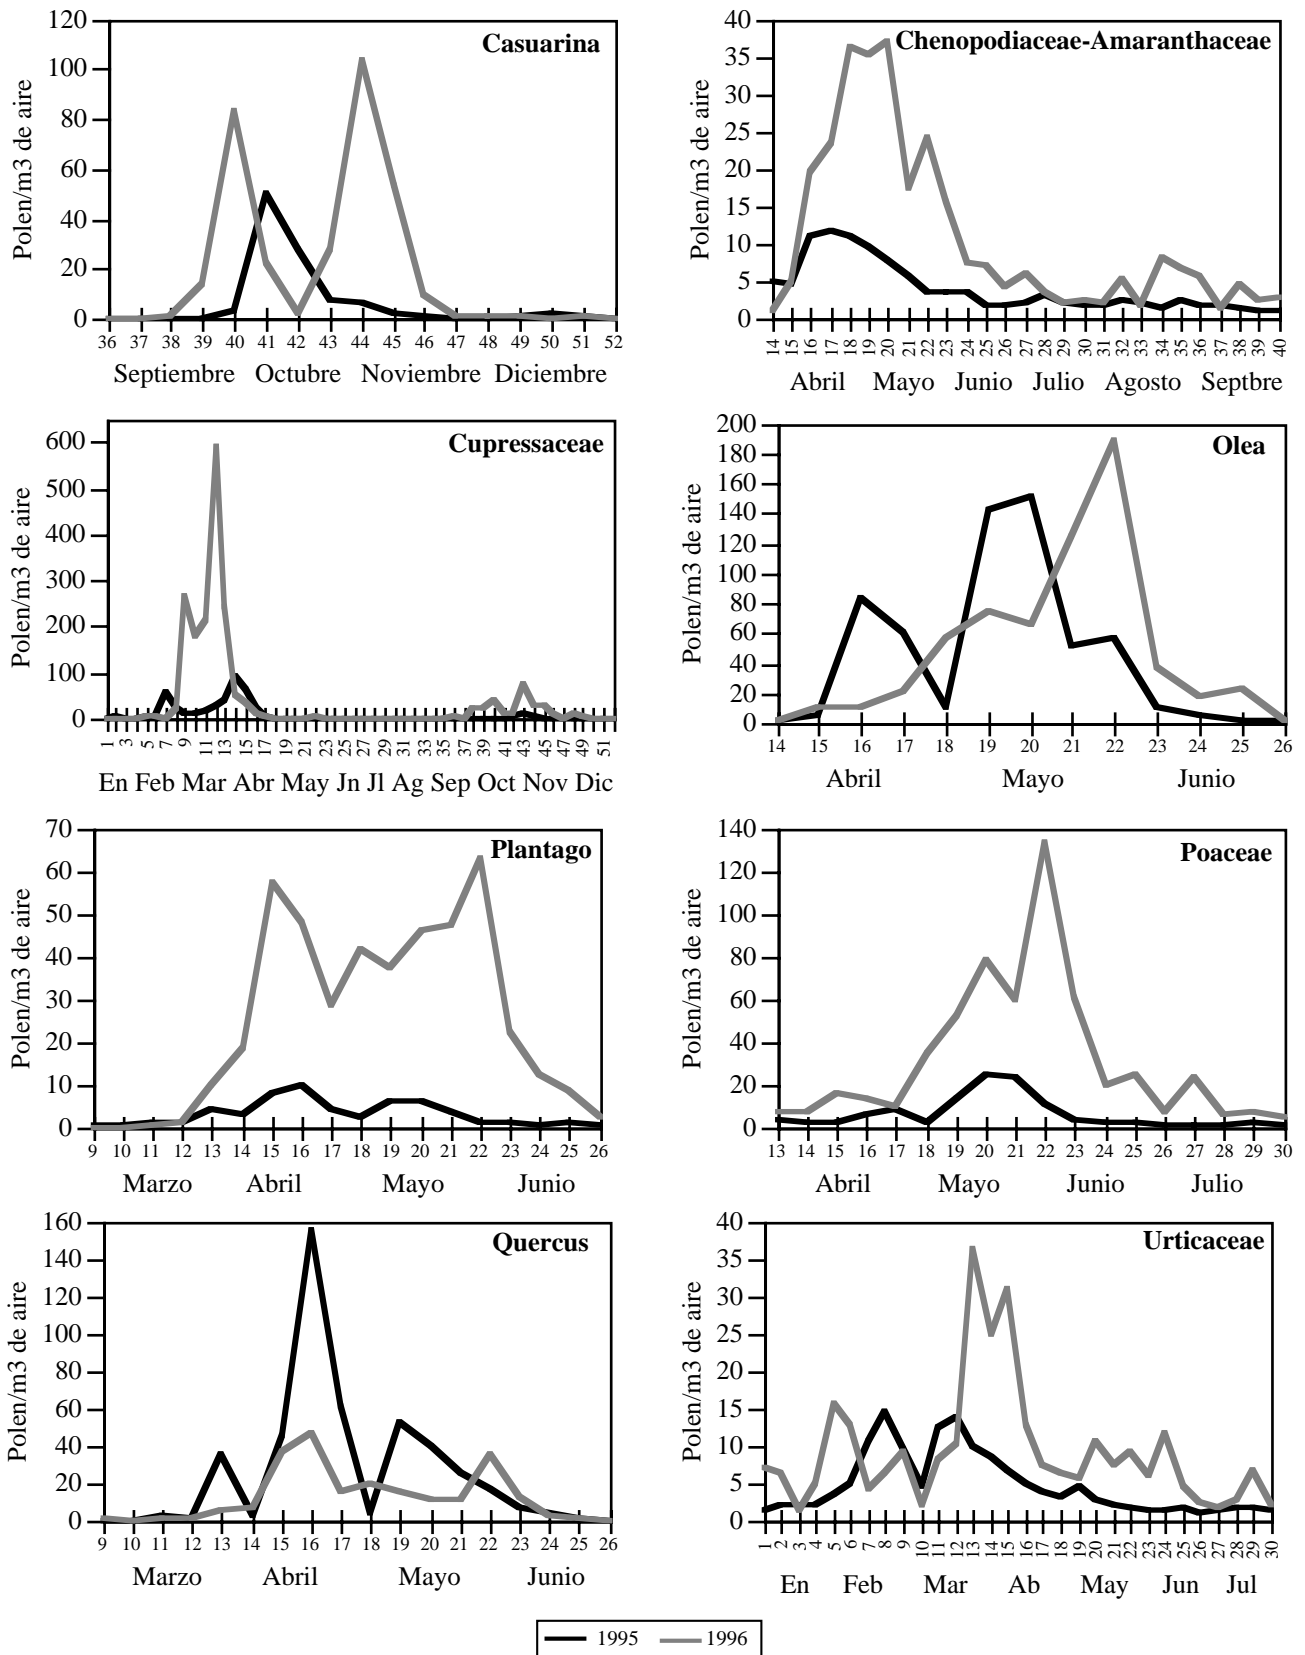 Casuarina
Polen/m3 de aire
120
100
80
60
40
20
0
36 37 38 39 40 41 42 43 44 45 46 47 48 49 50 51 52
Septiembre Octubre Noviembre Diciembre
Chenopodiaceae-Amaranthaceae
Polen/m3 de aire
40
35
30
25
20
15
10
5
0
14 15 16 17 18 19 20 21 22 23 24 25 26 27 28 29 30 31 32 33 34 35 36 37 38 39 40
Abril Mayo Junio Julio Agosto Septbre
Cupressaceae
Polen/m3 de aire
600
500
400
300
200
100
0
1 3 5 7 9 11 13 15 17 19 21 23 25 27 29 31 33 35 37 39 41 43 45 47 49 51
En Feb Mar Abr May Jn Jl Ag Sep Oct Nov Dic
Olea
Polen/m3 de aire
200
180
160
140
120
100
80
60
40
20
0
14 15 16 17 18 19 20 21 22 23 24 25 26
Abril Mayo Junio
Plantago
Polen/m3 de aire
70
60
50
40
30
20
10
0
9 10 11 12 13 14 15 16 17 18 19 20 21 22 23 24 25 26
Marzo Abril Mayo Junio
Poaceae
Polen/m3 de aire
140
120
100
80
60
40
20
0
13 14 15 16 17 18 19 20 21 22 23 24 25 26 27 28 29 30
Abril Mayo Junio Julio
Quercus
Polen/m3 de aire
160
140
120
100
80
60
40
20
0
9 10 11 12 13 14 15 16 17 18 19 20 21 22 23 24 25 26
Marzo Abril Mayo Junio
Urticaceae
Polen/m3 de aire
40
35
30
25
20
15
10
5
0
1 2 3 4 5 6 7 8 9 10 11 12 13 14 15 16 17 18 19 20 21 22 23 24 25 26 27 28 29 30
En Feb Mar Ab May Jun Jul
1995 1996